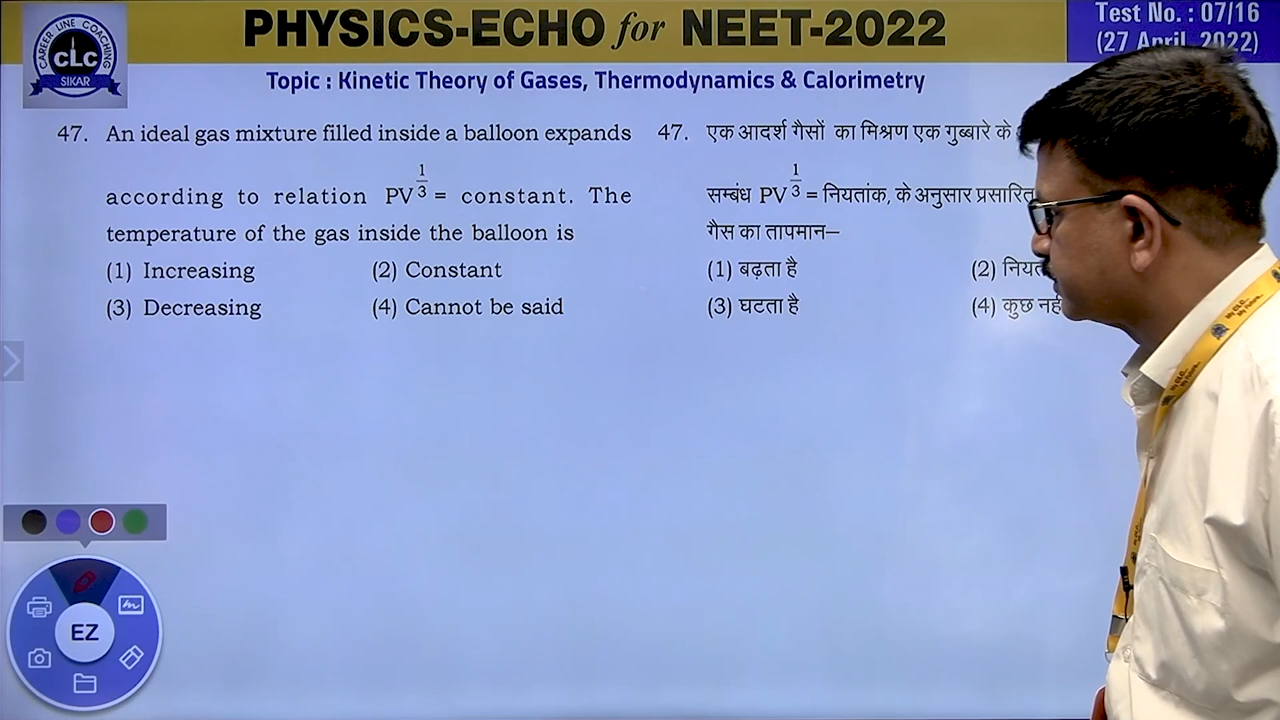 CAREER LINE COACHING
CLC
SIKAR
PHYSICS-ECHO for NEET-2022
Test No. : 07/16
(27 April, 2022)
Topic : Kinetic Theory of Gases, Thermodynamics & Calorimetry
47. An ideal gas mixture filled inside a balloon expands
according to relation PV^(1/3) = constant. The
temperature of the gas inside the balloon is
(1) Increasing (2) Constant
(3) Decreasing (4) Cannot be said
47. एक आदर्श गैसों का मिश्रण एक गुब्बारे के
सम्बंध PV^(1/3) = नियतांक, के अनुसार प्रसारित
गैस का तापमान–
(1) बढ़ता है (2)
(3) घटता है (4) कुछ
EZ